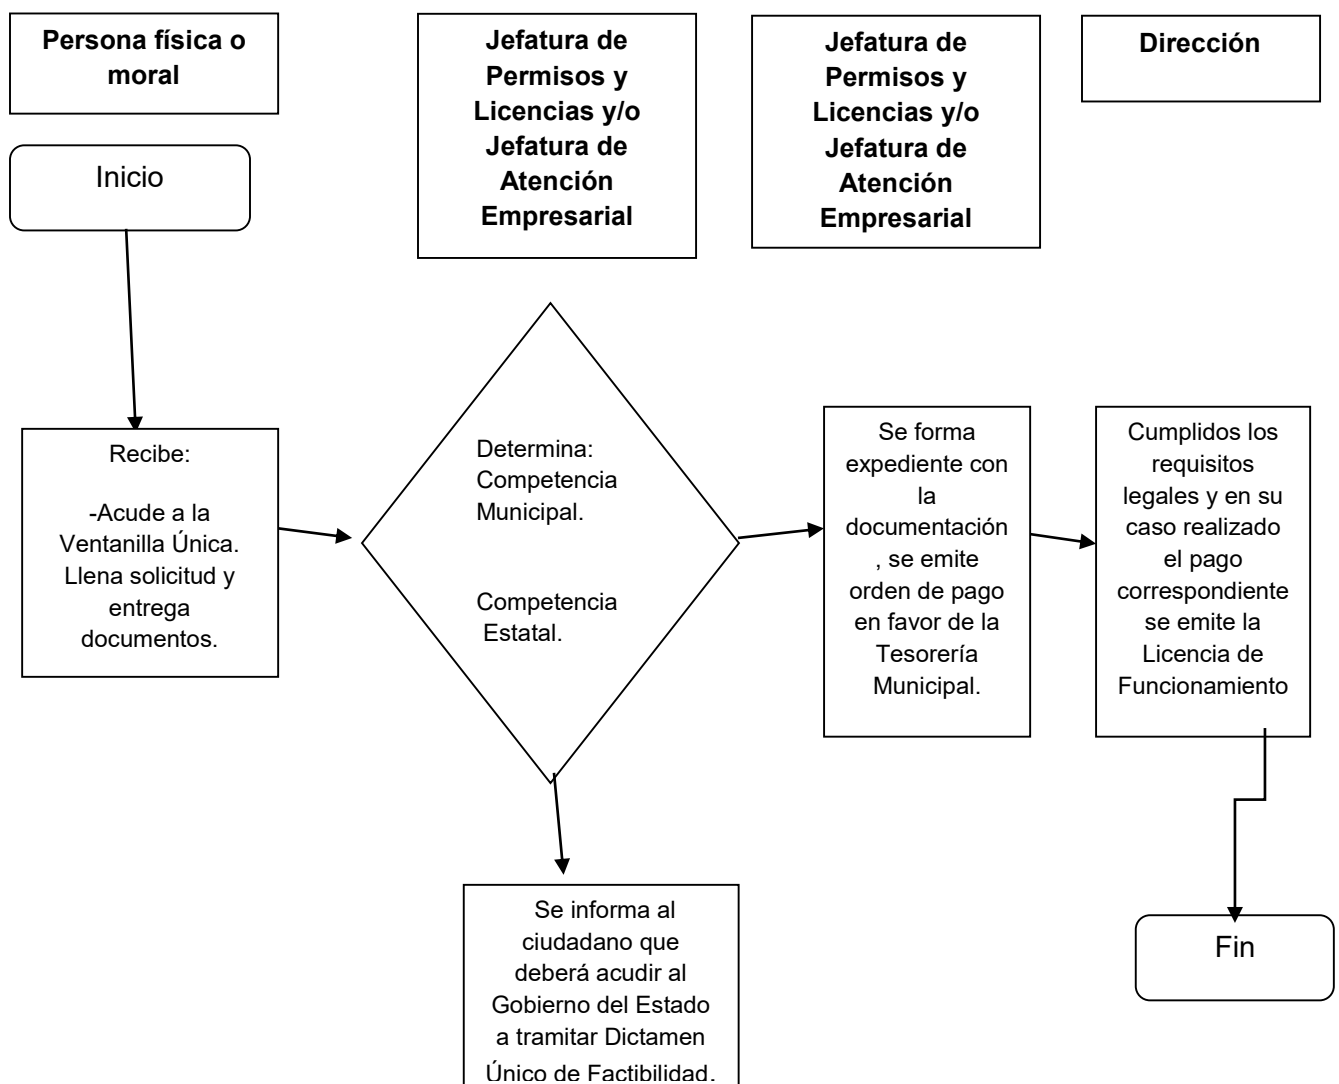 Persona física o
moral
Jefatura de
Permisos y
Licencias y/o
Jefatura de
Atención
Empresarial
Jefatura de
Permisos y
Licencias y/o
Jefatura de
Atención
Empresarial
Dirección
Inicio
Recibe:
-Acude a la
Ventanilla Única.
Llena solicitud y
entrega
documentos.
Determina:
Competencia
Municipal.
Competencia
Estatal.
Se forma
expediente con
la
documentación
, se emite
orden de pago
en favor de la
Tesorería
Municipal.
Cumplidos los
requisitos
legales y en su
caso realizado
el pago
correspondiente
se emite la
Licencia de
Funcionamiento
Se informa al
ciudadano que
deberá acudir al
Gobierno del Estado
a tramitar Dictamen
Único de Factibilidad.
Fin